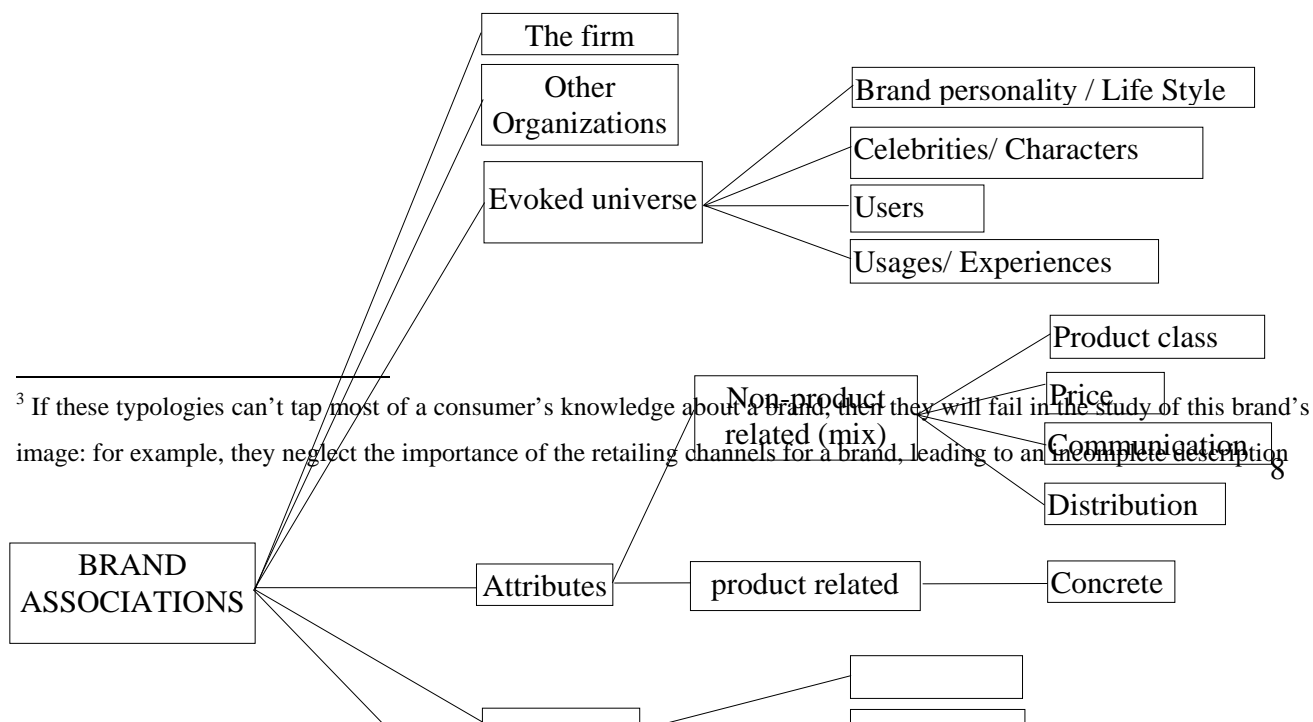 The firm
Other
Organizations
Evoked universe
Brand personality / Life Style
Celebrities/ Characters
Users
Usages/ Experiences
Product class
Price
Communication
Distribution
Non-product
related (mix)
3 If these typologies can't tap most of a consumer's knowledge about a brand, then they will fail in the study of this brand's
image: for example, they neglect the importance of the retailing channels for a brand, leading to an incomplete description
8
BRAND
ASSOCIATIONS
Attributes
product related
Concrete